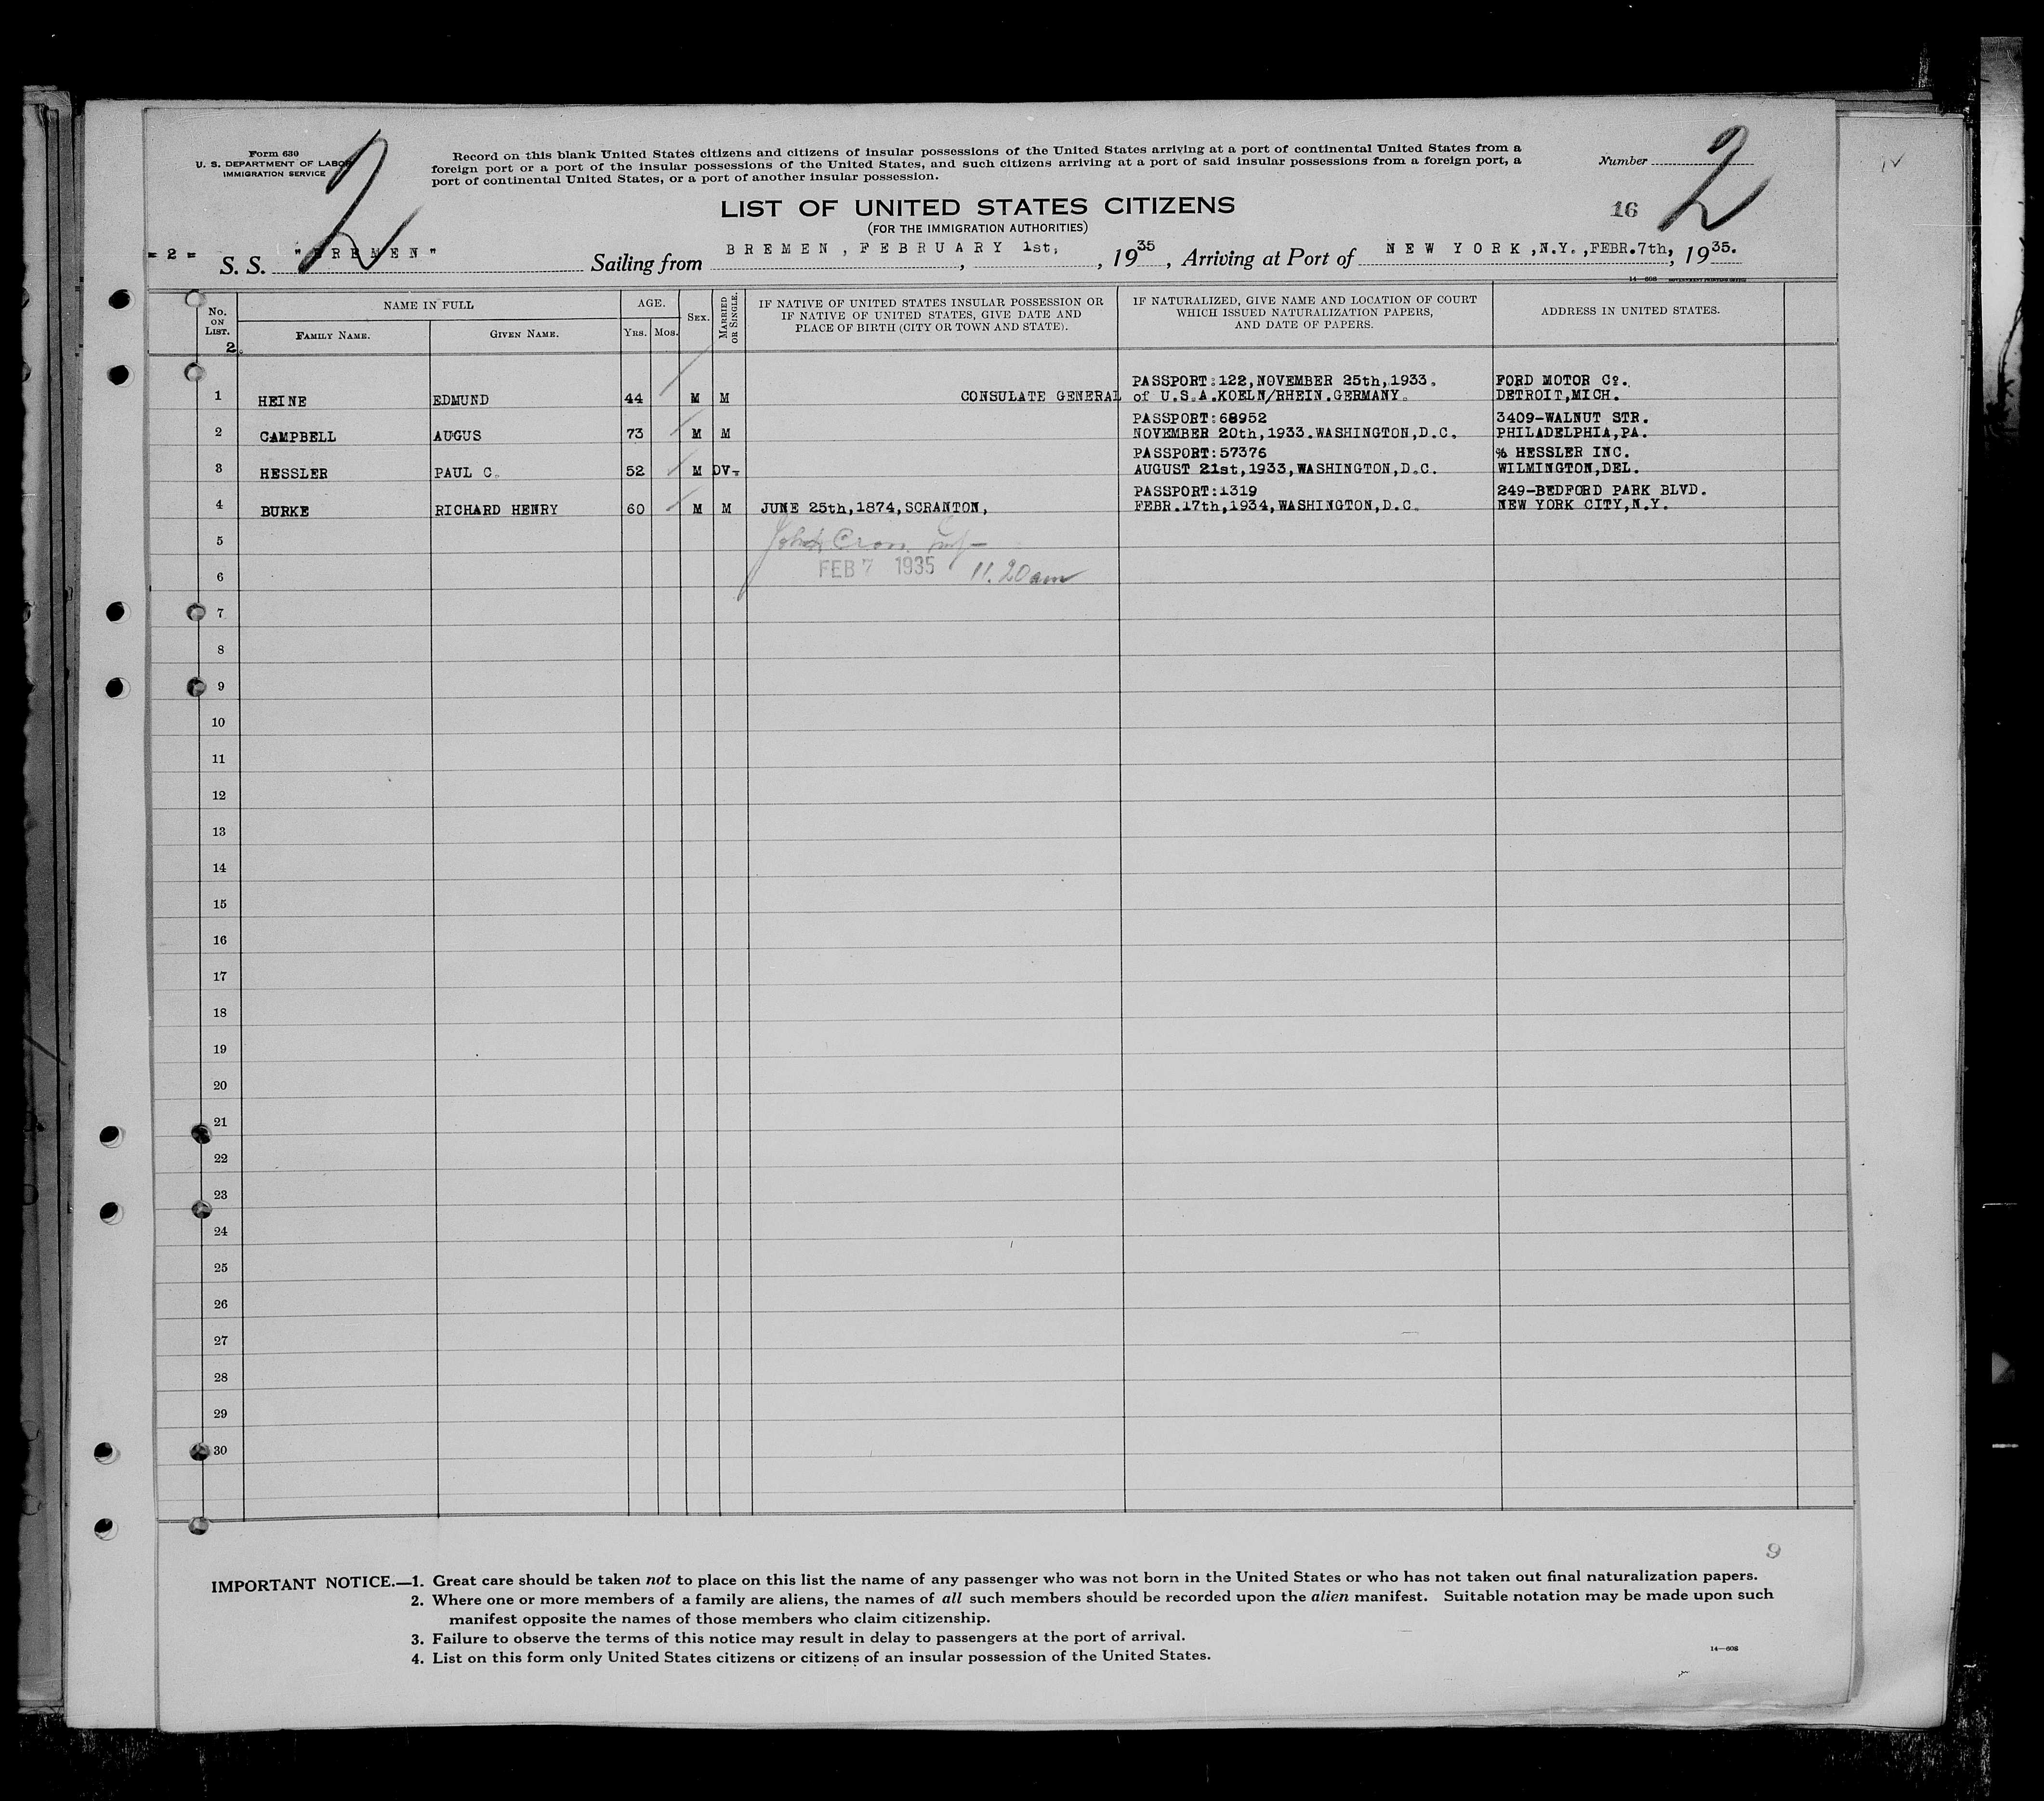 Form 630
U. S. DEPARTMENT OF LABOR
IMMIGRATION SERVICE
2
Record on this blank United States citizens and citizens of insular possessions of the United States arriving at a port of continental United States from a
foreign port or a port of the insular possessions of the United States, and such citizens arriving at a port of said insular possessions from a foreign port, a
port of continental United States, or a port of another insular possession.
Number
2
LIST OF UNITED STATES CITIZENS
16
(FOR THE IMMIGRATION AUTHORITIES)
= 2 = S. S. "BREMEN" Sailing from BREMEN, FEBRUARY 1st, , 1935, Arriving at Port of NEW YORK, N.Y., FEBR. 7th, 1935.
14—608 GOVERNMENT PRINTING OFFICE
No. ON LIST. NAME IN FULL AGE. SEX. MARRIED OR SINGLE. IF NATIVE OF UNITED STATES INSULAR POSSESSION OR IF NATIVE OF UNITED STATES, GIVE DATE AND PLACE OF BIRTH (CITY OR TOWN AND STATE). IF NATURALIZED, GIVE NAME AND LOCATION OF COURT WHICH ISSUED NATURALIZATION PAPERS, AND DATE OF PAPERS. ADDRESS IN UNITED STATES.
FAMILY NAME. GIVEN NAME. YRS. MOS.
2.
PASSPORT:122,NOVEMBER 25th,1933. FORD MOTOR Co.
1 HEINE EDMUND 44 M M CONSULATE GENERAL of U.S.A.KOELN/RHEIN.GERMANY. DETROIT,MICH.
PASSPORT:68952 3409-WALNUT STR.
2 CAMPBELL AUGUS 73 M M NOVEMBER 20th,1933.WASHINGTON,D.C. PHILADELPHIA,PA.
PASSPORT:57376 % HESSLER INC.
3 HESSLER PAUL C. 52 M DV. AUGUST 21st,1933,WASHINGTON,D.C. WILMINGTON,DEL.
PASSPORT:1319 249-BEDFORD PARK BLVD.
4 BURKE RICHARD HENRY 60 M M JUNE 25th,1874,SCRANTON, FEBR.17th,1934,WASHINGTON,D.C. NEW YORK CITY,N.Y.
5
6 FEB 7 1935 11.20 am
7
8
9
10
11
12
13
14
15
16
17
18
19
20
21
22
23
24
25
26
27
28
29
30
9
IMPORTANT NOTICE.—1. Great care should be taken not to place on this list the name of any passenger who was not born in the United States or who has not taken out final naturalization papers.
2. Where one or more members of a family are aliens, the names of all such members should be recorded upon the alien manifest. Suitable notation may be made upon such
manifest opposite the names of those members who claim citizenship.
3. Failure to observe the terms of this notice may result in delay to passengers at the port of arrival.
4. List on this form only United States citizens or citizens of an insular possession of the United States.
14—608